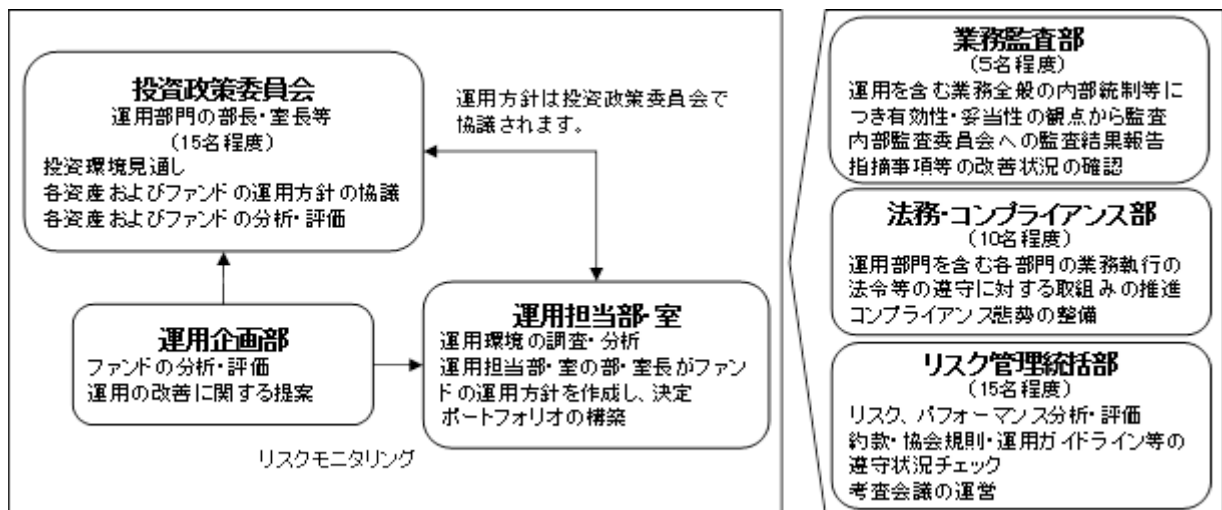 投資政策委員会
運用部門の部長・室長等
(15名程度)
投資環境見通し
各資産およびファンドの運用方針の協議
各資産およびファンドの分析・評価
運用方針は投資政策委員会で
協議されます。
運用企画部
ファンドの分析・評価
運用の改善に関する提案
運用担当部・室
運用環境の調査・分析
運用担当部・室の部・室長がファン
ドの運用方針を作成し、決定
ポートフォリオの構築
リスクモニタリング
業務監査部
(5名程度)
運用を含む業務全般の内部統制等に
つき有効性・妥当性の観点から監査
内部監査委員会への監査結果報告
指摘事項等の改善状況の確認
法務・コンプライアンス部
(10名程度)
運用部門を含む各部門の業務執行の
法令等の遵守に対する取組みの推進
コンプライアンス態勢の整備
リスク管理統括部
(15名程度)
リスク、パフォーマンス分析・評価
約款・協会規則・運用ガイドライン等の
遵守状況チェック
考査会議の運営